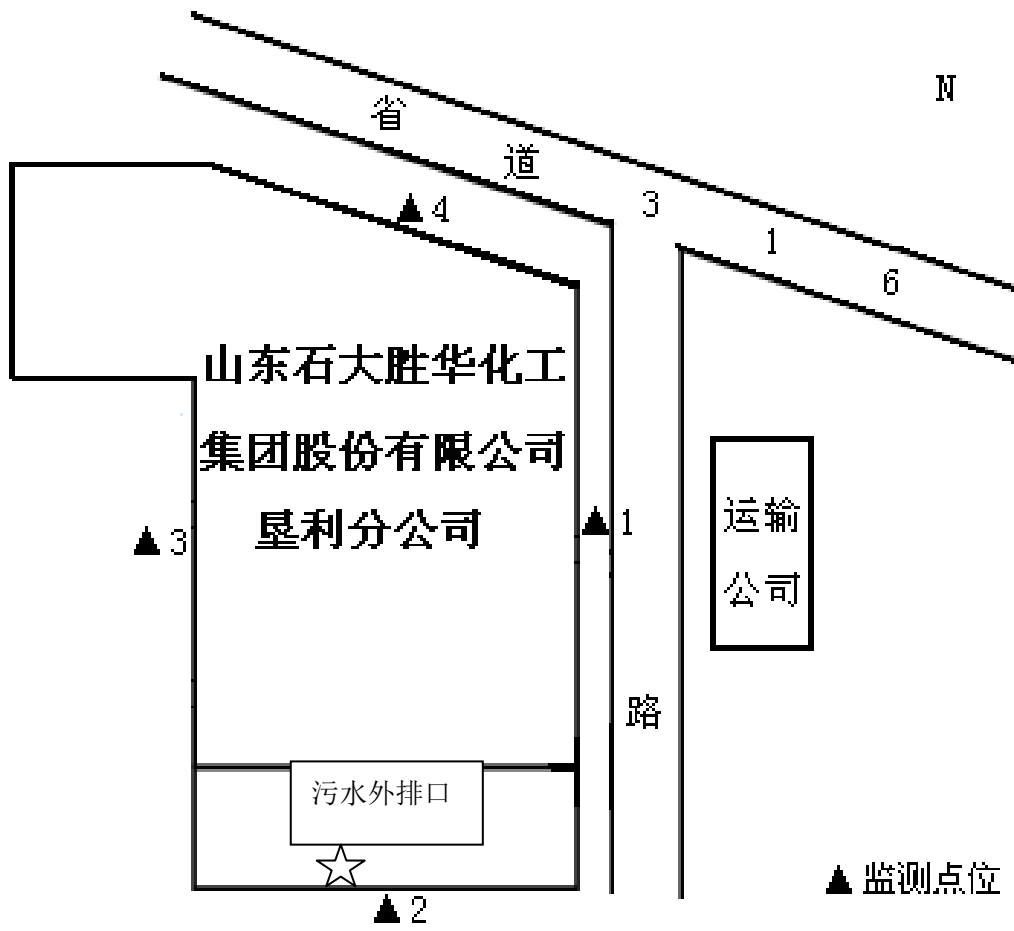 N
省
道
3
1
6
▲4
山东石大胜华化工
集团股份有限公司
垦利分公司
▲1
▲3
运输
公司
路
污水外排口
▲2
▲监测点位